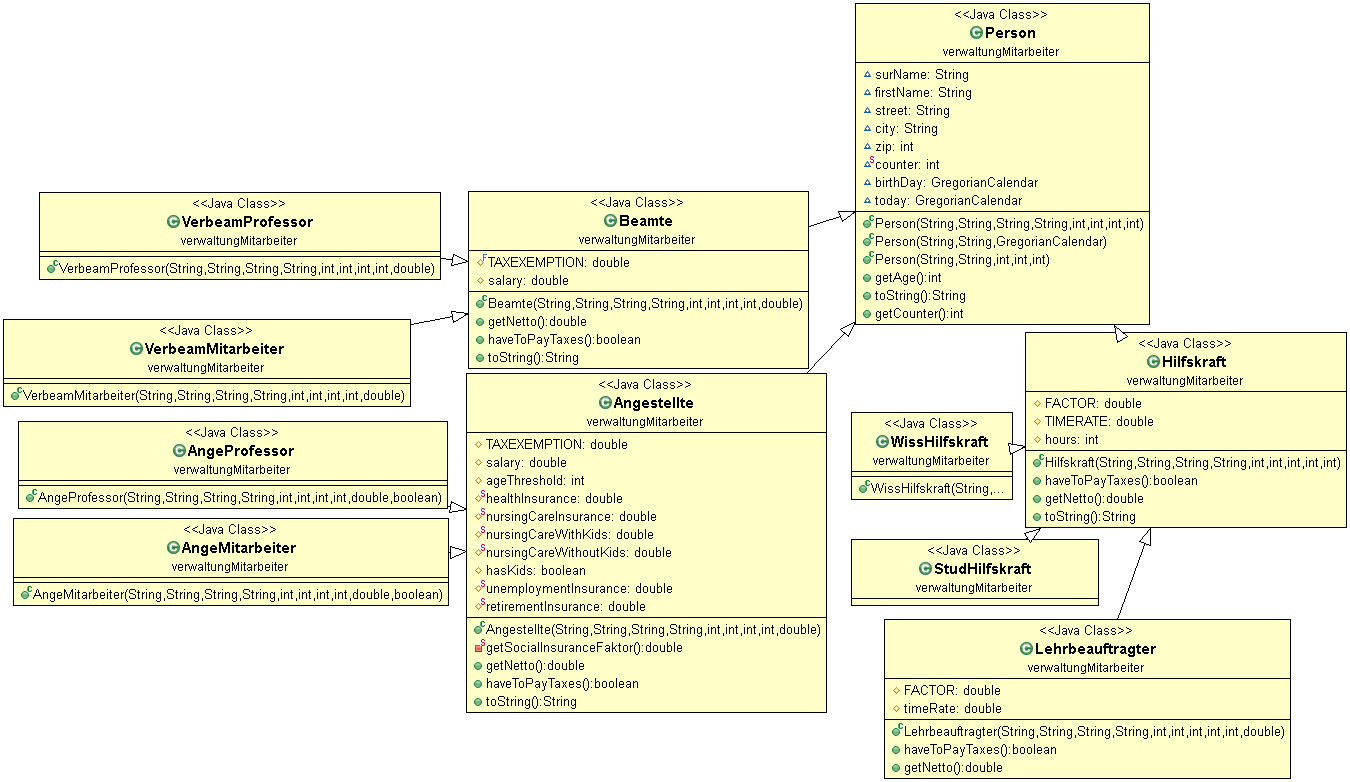 <<Java Class>>
Person
verwaltungMitarbeiter
surName: String
firstName: String
street: String
city: String
zip: int
counter: int
birthDay: GregorianCalendar
today: GregorianCalendar
Person(String,String,String,String,int,int,int,int)
Person(String,String,GregorianCalendar)
Person(String,String,int,int,int)
getAge():int
toString():String
getCounter():int
<<Java Class>>
VerbeamProfessor
verwaltungMitarbeiter
VerbeamProfessor(String,String,String,String,int,int,int,int,double)
<<Java Class>>
Beamte
verwaltungMitarbeiter
TAXEXEMPTION: double
salary: double
Beamte(String,String,String,String,int,int,int,int,double)
getNetto():double
haveToPayTaxes():boolean
toString():String
<<Java Class>>
VerbeamMitarbeiter
verwaltungMitarbeiter
VerbeamMitarbeiter(String,String,String,String,int,int,int,int,double)
<<Java Class>>
AngeProfessor
verwaltungMitarbeiter
AngeProfessor(String,String,String,String,int,int,int,int,double,boolean)
<<Java Class>>
AngeMitarbeiter
verwaltungMitarbeiter
AngeMitarbeiter(String,String,String,String,int,int,int,int,double,boolean)
<<Java Class>>
Angestellte
verwaltungMitarbeiter
TAXEXEMPTION: double
salary: double
ageThreshold: int
healthInsurance: double
nursingCareInsurance: double
nursingCareWithKids: double
nursingCareWithoutKids: double
hasKids: boolean
unemploymentInsurance: double
retirementInsurance: double
Angestellte(String,String,String,String,int,int,int,int,double)
getSocialInsuranceFaktor():double
getNetto():double
haveToPayTaxes():boolean
toString():String
<<Java Class>>
Hilfskraft
verwaltungMitarbeiter
FACTOR: double
TIMERATE: double
hours: int
Hilfskraft(String,String,String,String,int,int,int,int,int)
haveToPayTaxes():boolean
getNetto():double
toString():String
<<Java Class>>
WissHilfskraft
verwaltungMitarbeiter
WissHilfskraft(String,...
<<Java Class>>
StudHilfskraft
verwaltungMitarbeiter
<<Java Class>>
Lehrbeauftragter
verwaltungMitarbeiter
FACTOR: double
timeRate: double
Lehrbeauftragter(String,String,String,String,int,int,int,int,int,double)
haveToPayTaxes():boolean
getNetto():double